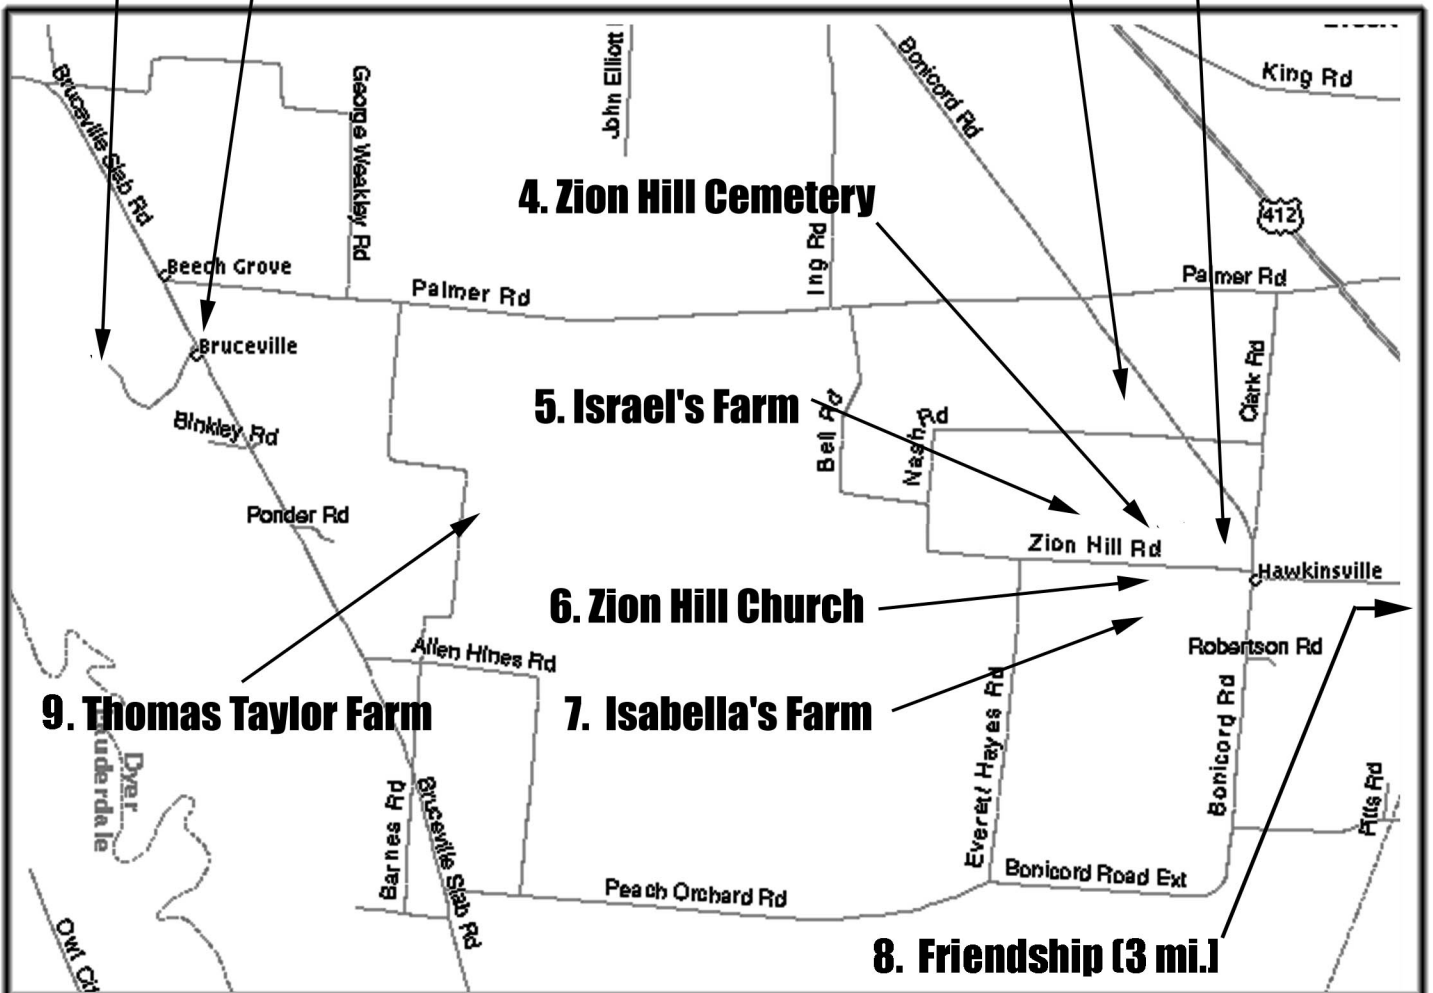 King Rd
Bruceville Slab Rd
George Weakley Rd
John Elliott
Bonicord Rd
4. Zion Hill Cemetery
412
Ing Rd
Beech Grove
Palmer Rd
Palmer Rd
Bruceville
Clark Rd
5. Israel's Farm
Bell Rd
Nash Rd
Binkley Rd
Ponder Rd
Zion Hill Rd
Hawkinsville
6. Zion Hill Church
Robertson Rd
Allen Hines Rd
9. Thomas Taylor Farm
7. Isabella's Farm
Everett Hayes Rd
Bonicord Rd
Dyer
Lauderdale
Barnes Rd
Bruceville Slab Rd
Pitts Rd
Peach Orchard Rd
Bonicord Road Ext
Owl Cit
8. Friendship (3 mi.]